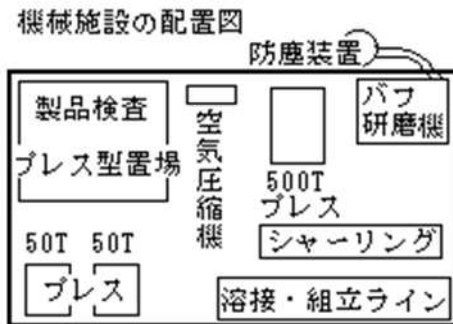 機械施設の配置図
防塵装置
製品検査
プレス型置場
空気圧縮機
500T
プレス
バフ
研磨機
シャーリング
50T 50T
プレス
溶接・組立ライン